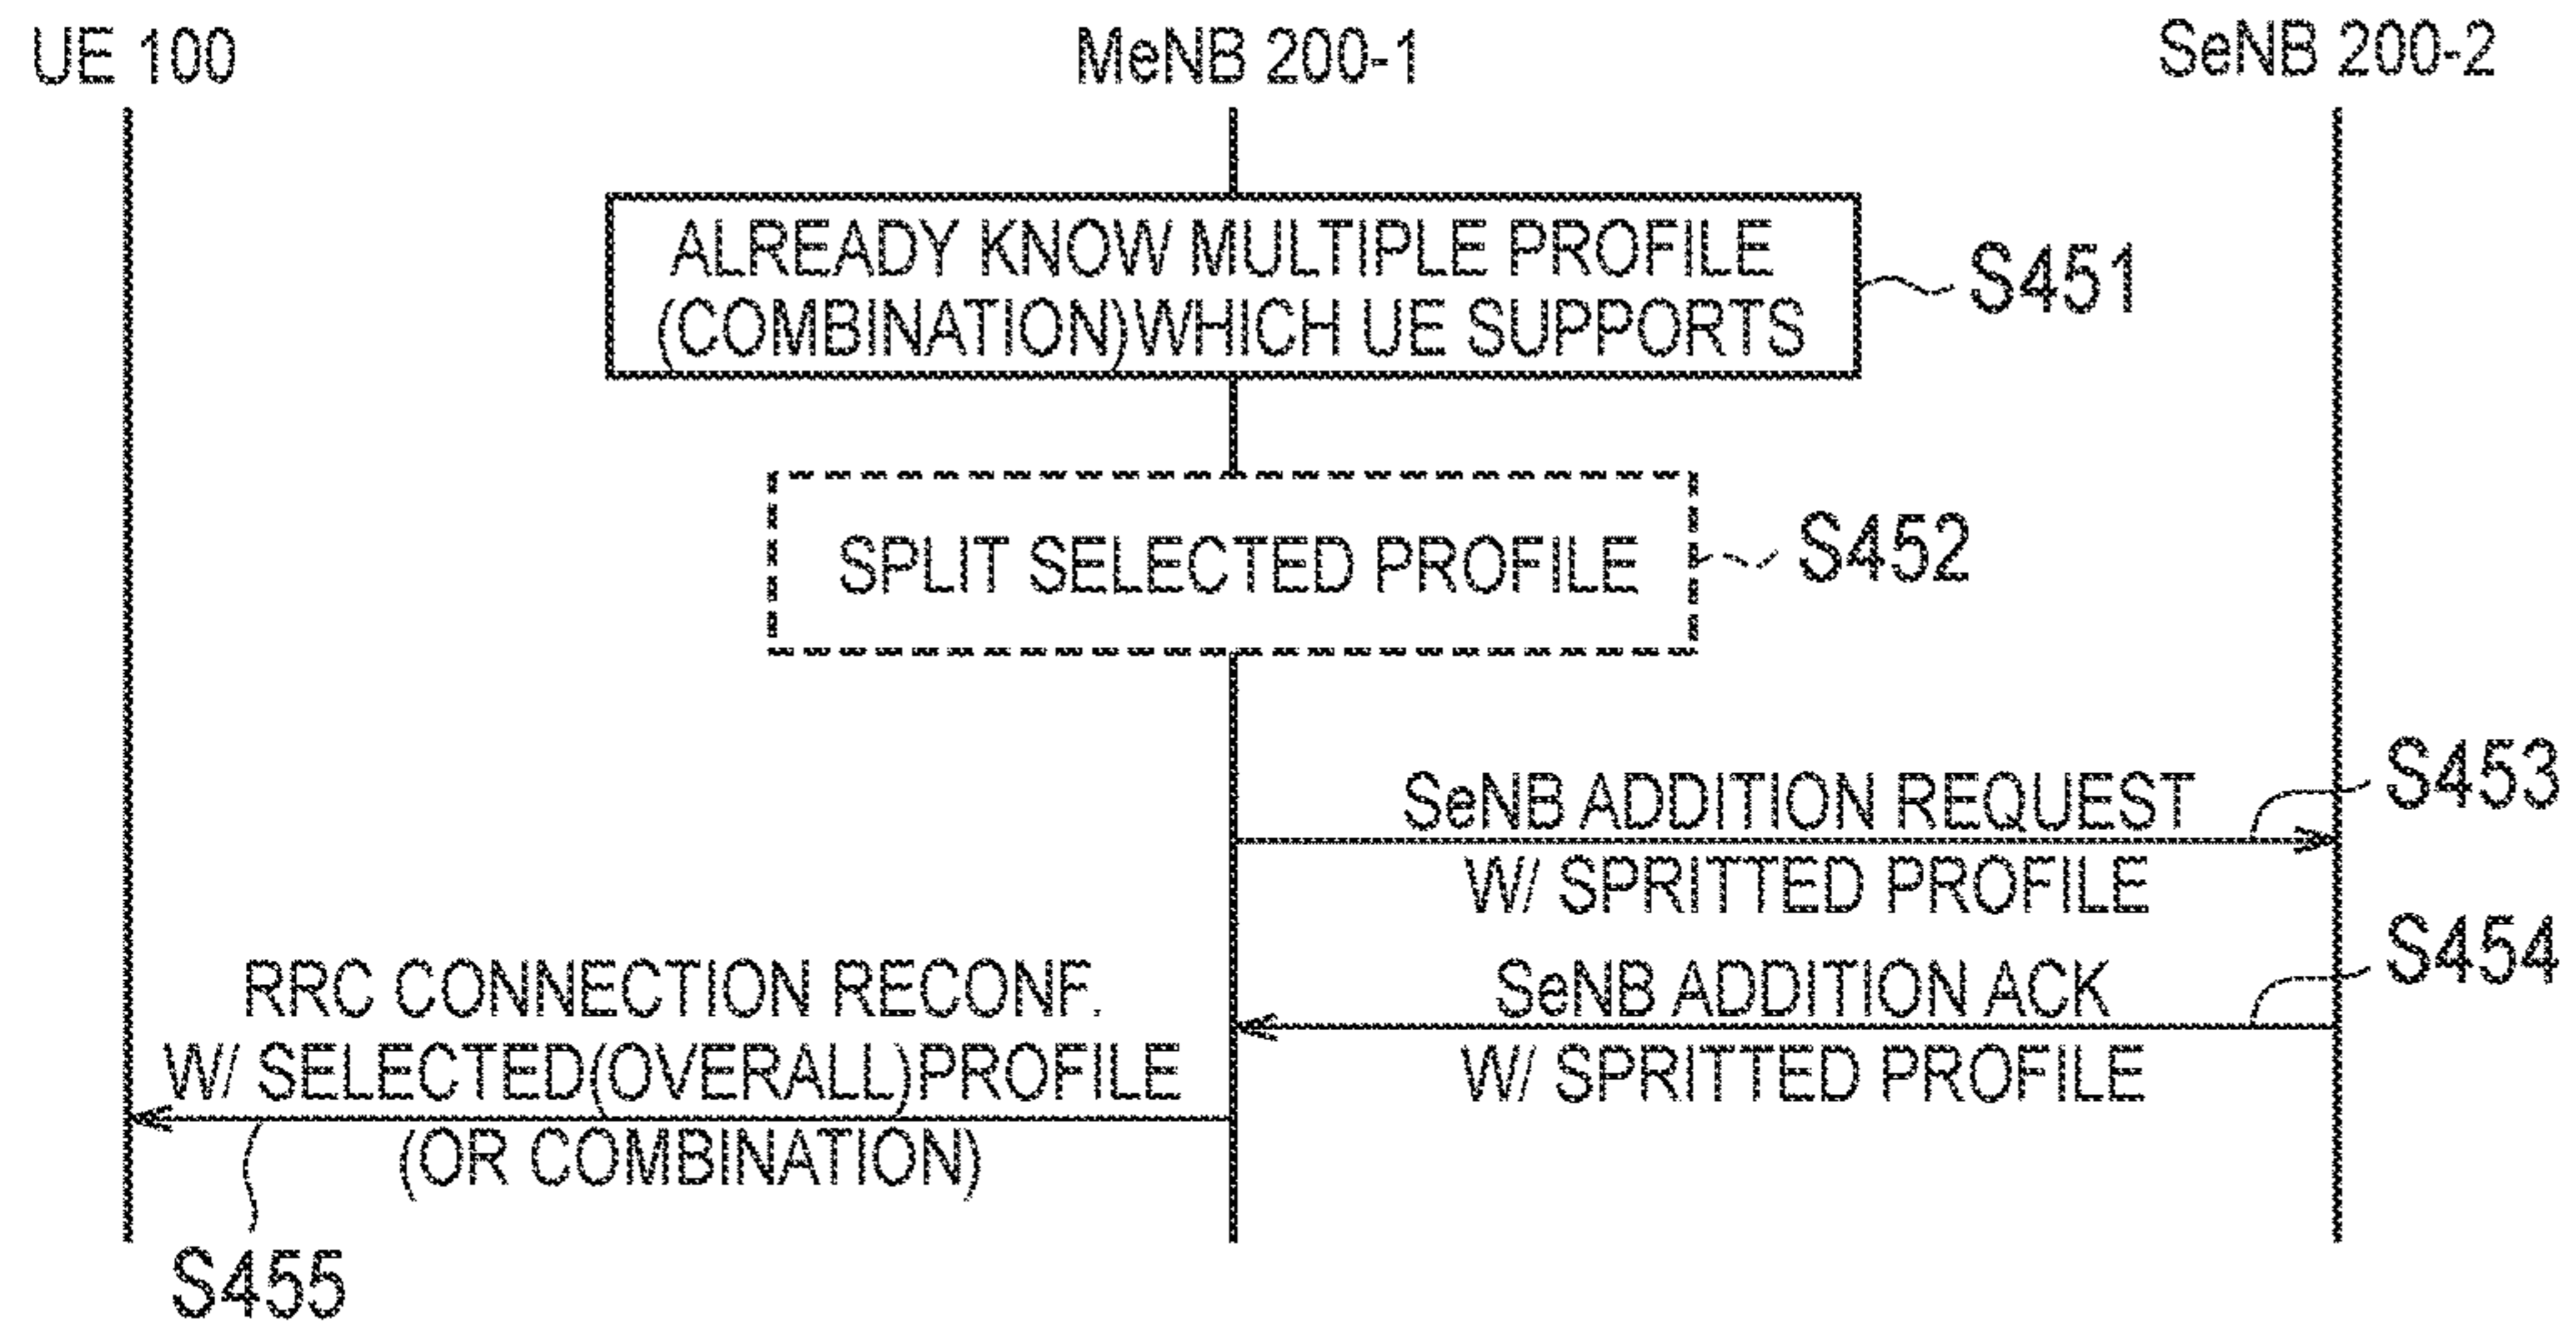 UE 100
MeNB 200-1
SeNB 200-2
ALREADY KNOW MULTIPLE PROFILE
(COMBINATION)WHICH UE SUPPORTS
S451
SPLIT SELECTED PROFILE
S452
SeNB ADDITION REQUEST
W/ SPRITTED PROFILE
S453
SeNB ADDITION ACK
W/ SPRITTED PROFILE
S454
RRC CONNECTION RECONF.
W/ SELECTED(OVERALL)PROFILE
(OR COMBINATION)
S455